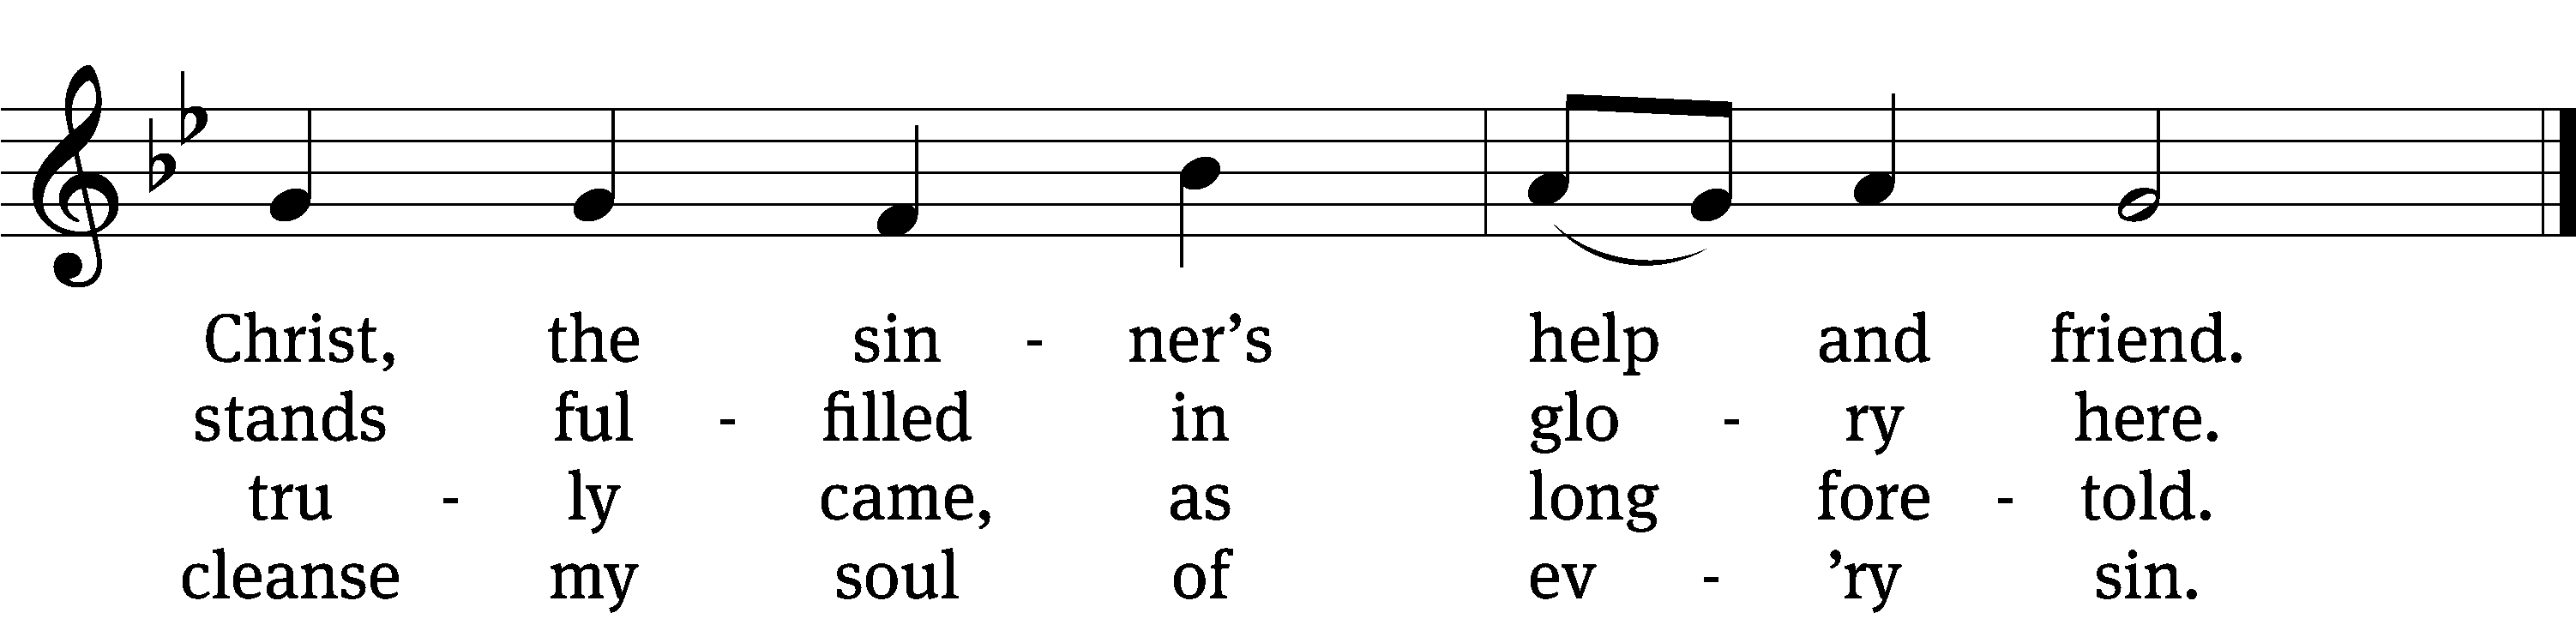 Christ, the sin - ner’s help and friend.
stands ful - filled in glo - ry here.
tru - ly came, as long fore - told.
cleanse my soul of ev - ’ry sin.